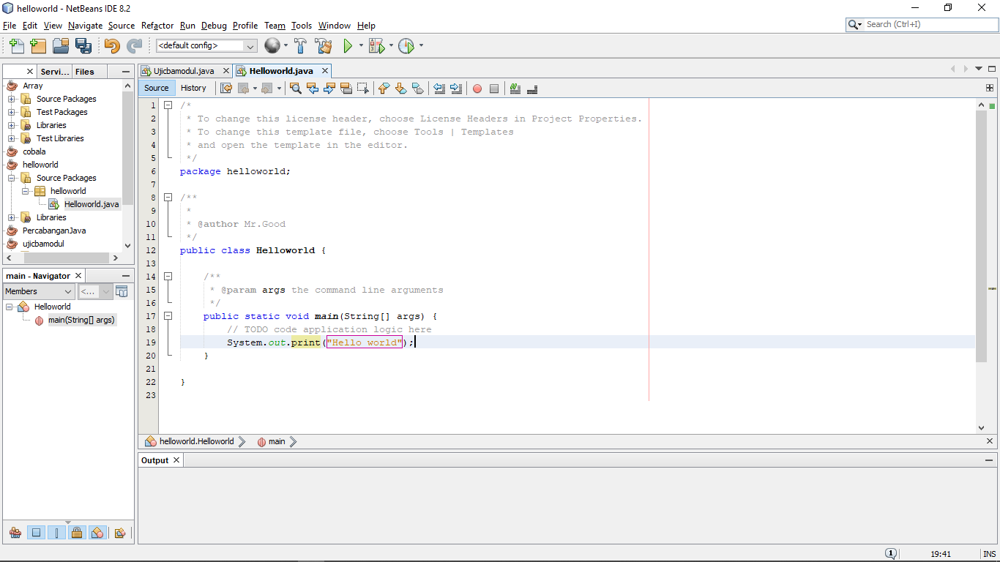 helloworld - NetBeans IDE 8.2
File Edit View Navigate Source Refactor Run Debug Profile Team Tools Window Help
Search (Ctrl+I)
<default config>
Servi... Files
Array
Source Packages
Test Packages
Libraries
Test Libraries
cobala
helloworld
Source Packages
helloworld
Helloworld.java
Libraries
PercabanganJava
ujicbamodul
main - Navigator
Members <...
Helloworld
main(String[] args)
Ujicbamodul.java Helloworld.java
Source History
1 /*
2 * To change this license header, choose License Headers in Project Properties.
3 * To change this template file, choose Tools | Templates
4 * and open the template in the editor.
5 */
6 package helloworld;
7
8 /**
9 *
10 * @author Mr.Good
11 */
12 public class Helloworld {
13
14 /**
15 * @param args the command line arguments
16 */
17 public static void main(String[] args) {
18 // TODO code application logic here
19 System.out.print("Hello world");
20 }
21
22 }
23
helloworld.Helloworld main
Output
1 19:41 INS